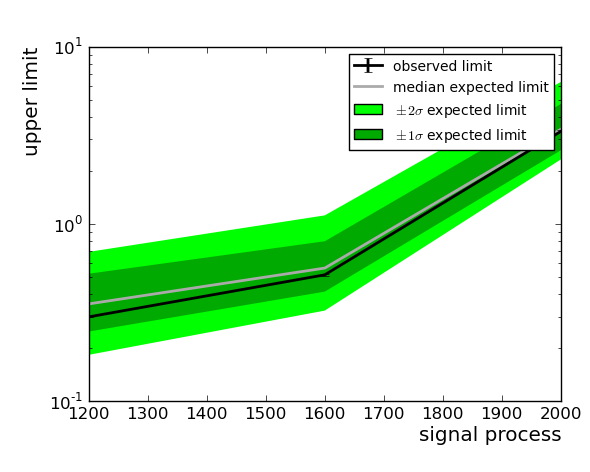 upper limit
10^1
10^0
10^-1
observed limit
median expected limit
±2σ expected limit
±1σ expected limit
1200 1300 1400 1500 1600 1700 1800 1900 2000
signal process